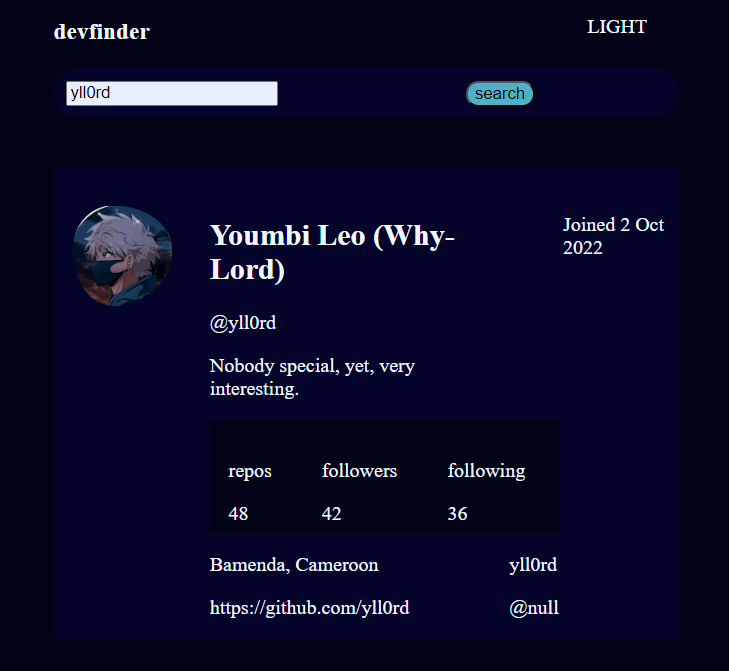 devfinder
LIGHT
yll0rd
search
Youmbi Leo (Why-
Lord)
Joined 2 Oct
2022
@yll0rd
Nobody special, yet, very
interesting.
repos followers following
48 42 36
Bamenda, Cameroon yll0rd
https://github.com/yll0rd @null